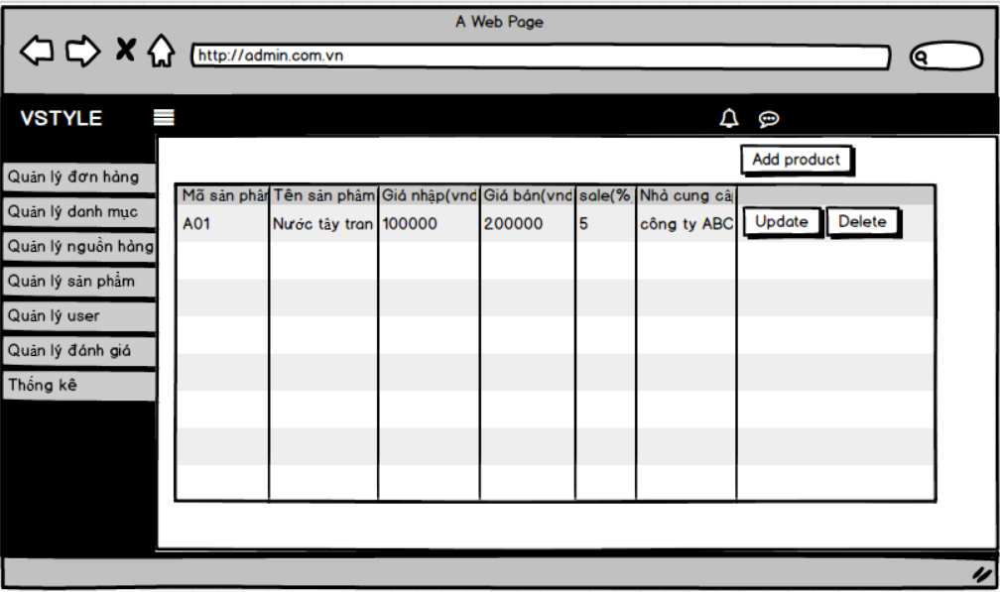 A Web Page
http://admin.com.vn
VSTYLE
Add product
Quản lý đơn hàng
Quản lý danh mục
Quản lý nguồn hàng
Quản lý sản phẩm
Quản lý user
Quản lý đánh giá
Thống kê
Mã sản phẩm Tên sản phẩm Giá nhập(vnd Giá bán(vnd sale(% Nhà cung cấ
A01 Nước tẩy tran 100000 200000 5 công ty ABC Update Delete